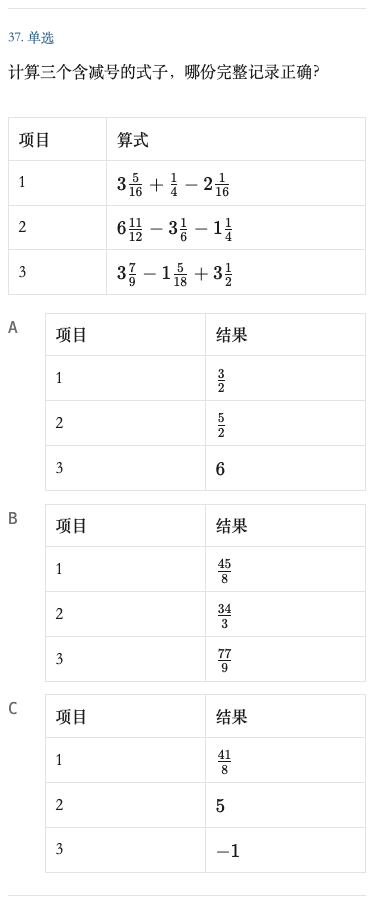 37. 单选
计算三个含减号的式子，哪份完整记录正确？
项目 算式
1 3 5/16 + 1/4 − 2 1/16
2 6 11/12 − 3 1/6 − 1 1/4
3 3 7/9 − 1 5/18 + 3 1/2
A 项目 结果
1 3/2
2 5/2
3 6
B 项目 结果
1 45/8
2 34/3
3 77/9
C 项目 结果
1 41/8
2 5
3 −1